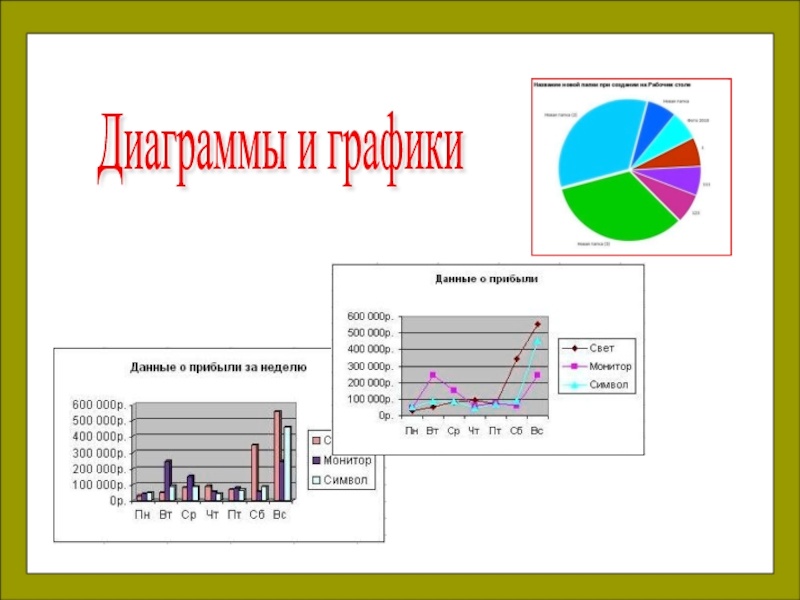 Диаграммы и графики
Название новой папки при создании на Рабочем столе
Новая папка
Новая папка (2)
Фото 2010
1
111
222
Новая папка (3)
Данные о прибыли
600 000р.
500 000р.
400 000р.
300 000р.
200 000р.
100 000р.
0р.
Пн Вт Ср Чт Пт Сб Вс
Свет
Монитор
Символ
Данные о прибыли за неделю
600 000р.
500 000р.
400 000р.
300 000р.
200 000р.
100 000р.
0р.
Пн Вт Ср Чт Пт Сб Вс
С
Монитор
Символ